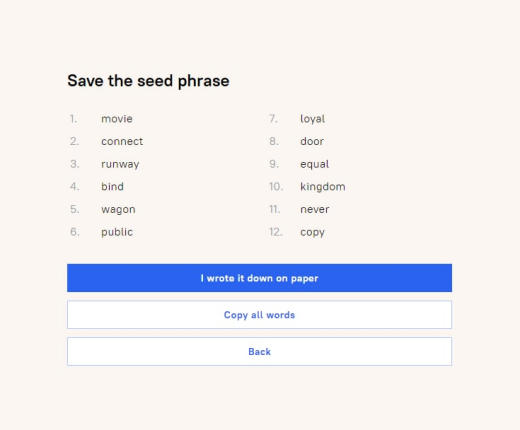 Save the seed phrase
1. movie
2. connect
3. runway
4. bind
5. wagon
6. public
7. loyal
8. door
9. equal
10. kingdom
11. never
12. copy
I wrote it down on paper
Copy all words
Back